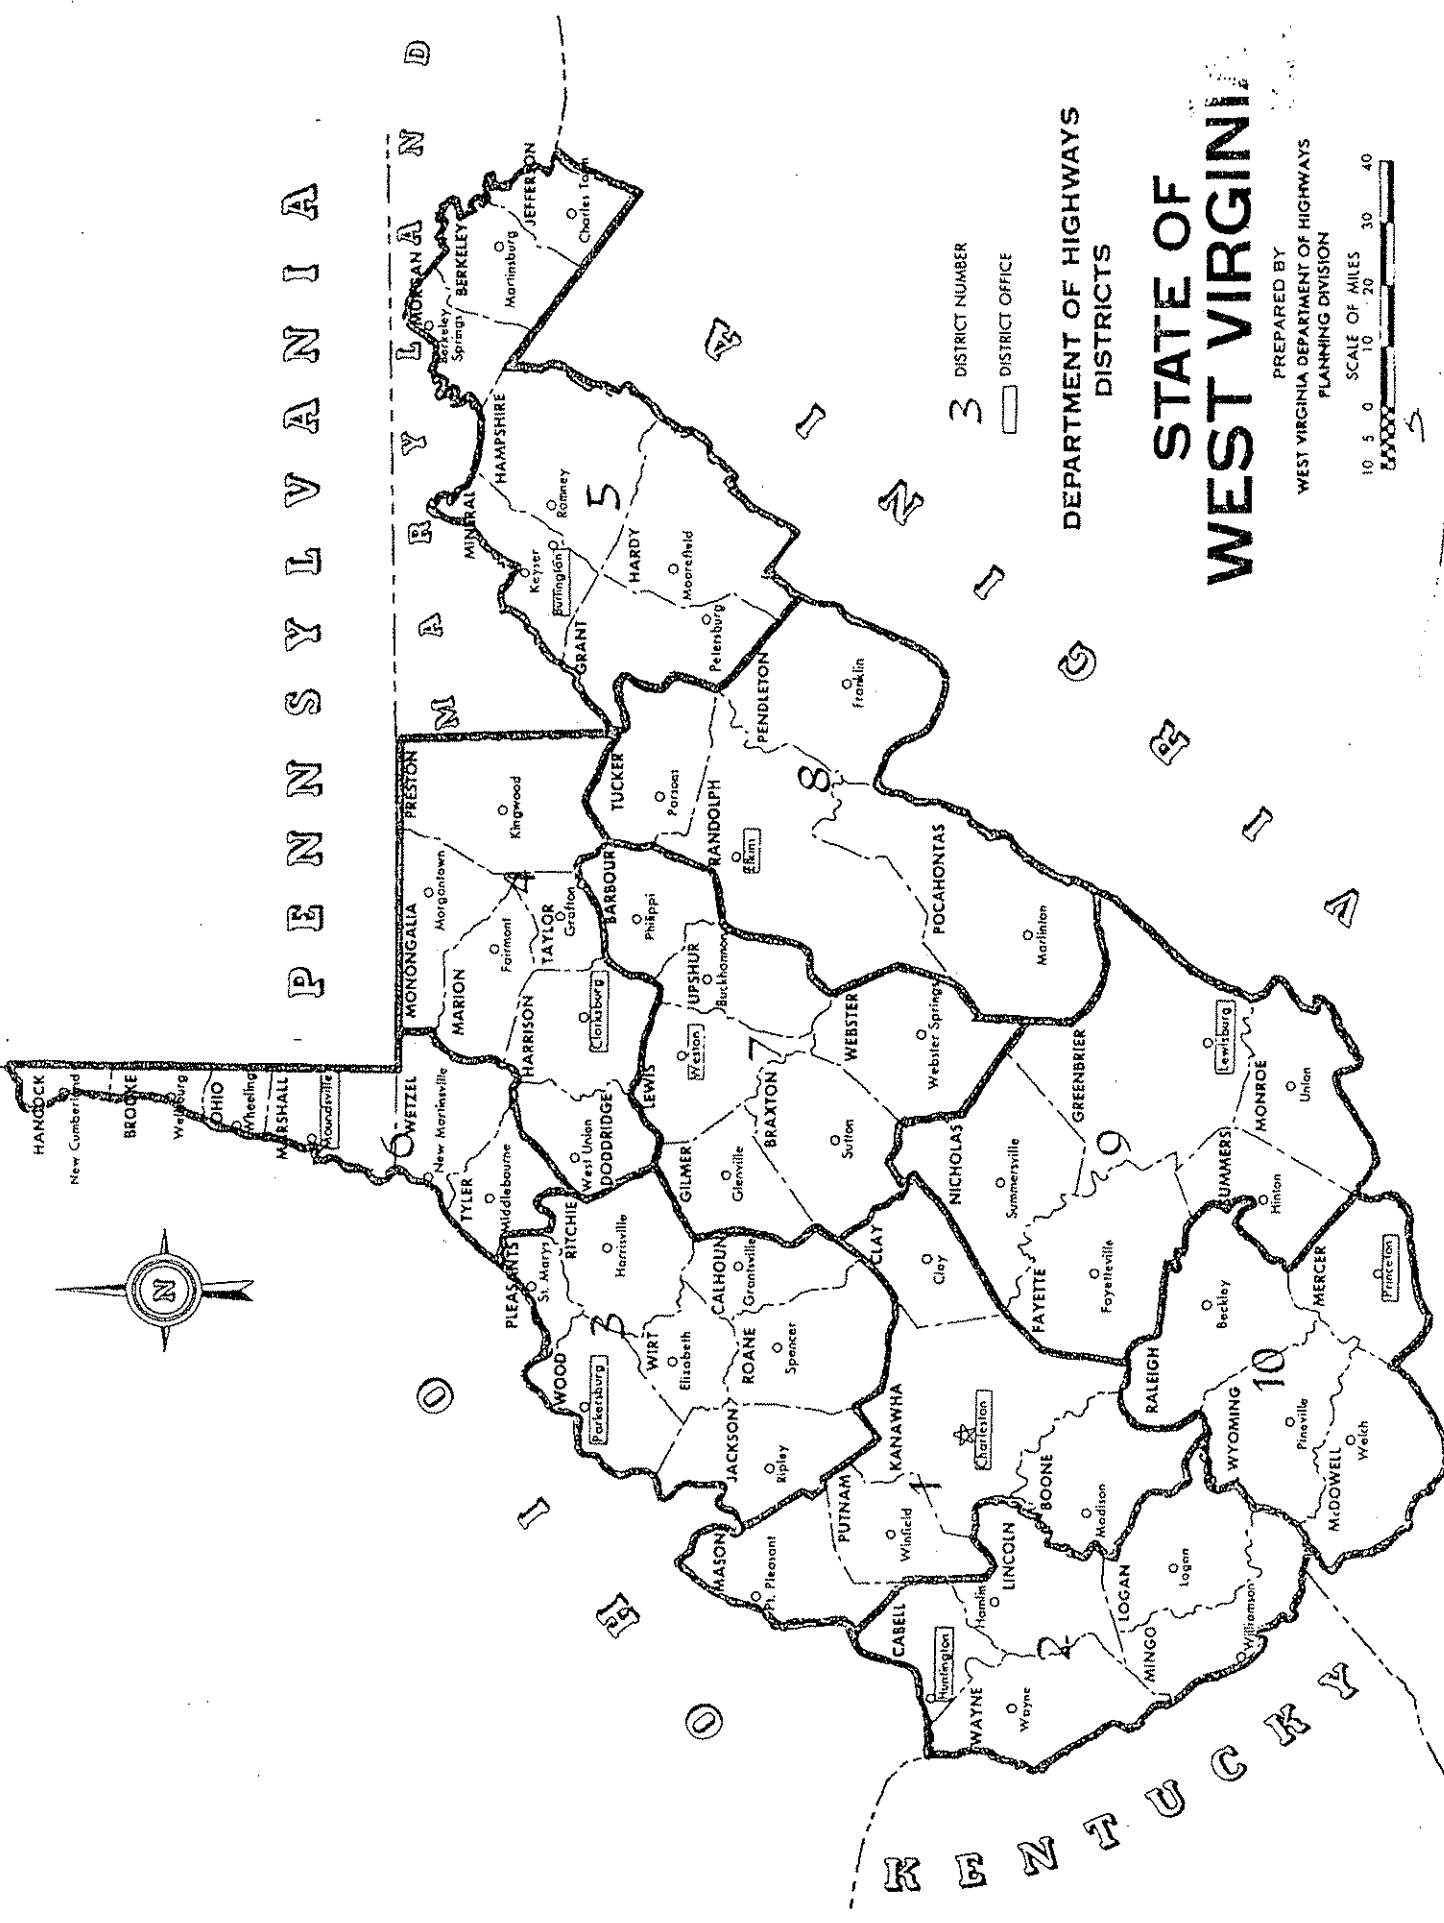 PENNSYLVANIA
MARYLAND
OHIO
KENTUCKY
VIRGINIA
N
HANCOCK
New Cumberland
BROOKE
Wellsburg
OHIO
Wheeling
MARSHALL
Moundsville
6
WETZEL
New Martinsville
TYLER
Middlebourne
PLEASANTS
St. Marys
RITCHIE
Harrisville
WOOD
Parkersburg
3
WIRT
Elizabeth
CALHOUN
Grantsville
ROANE
Spencer
JACKSON
Ripley
MONONGALIA
Morgantown
PRESTON
Kingwood
MARION
Fairmont
4
TAYLOR
Grafton
HARRISON
Clarksburg
DODDRIDGE
West Union
MINERAL
Keyser
Burlington
HAMPSHIRE
Romney
5
GRANT
Petersburg
HARDY
Moorefield
MORGAN
Berkeley
Springs
BERKELEY
Martinsburg
JEFFERSON
Charles Town
BARBOUR
Philippi
LEWIS
Weston
UPSHUR
Buckhannon
7
GILMER
Glenville
BRAXTON
Sutton
WEBSTER
Webster Springs
TUCKER
Parsons
RANDOLPH
Elkins
PENDLETON
Franklin
8
POCAHONTAS
Marlinton
MASON
Pt. Pleasant
PUTNAM
Winfield
1
KANAWHA
Charleston
CLAY
Clay
BOONE
Madison
CABELL
Huntington
LINCOLN
Hamlin
WAYNE
Wayne
2
LOGAN
Logan
MINGO
Williamson
NICHOLAS
Summersville
FAYETTE
Fayetteville
9
GREENBRIER
Lewisburg
SUMMERS
Hinton
MONROE
Union
RALEIGH
Beckley
10
WYOMING
Pineville
McDOWELL
Welch
MERCER
Princeton
3 DISTRICT NUMBER
DISTRICT OFFICE
DEPARTMENT OF HIGHWAYS
DISTRICTS
STATE OF
WEST VIRGINIA
PREPARED BY
WEST VIRGINIA DEPARTMENT OF HIGHWAYS
PLANNING DIVISION
SCALE OF MILES
10 5 0 10 20 30 40
5